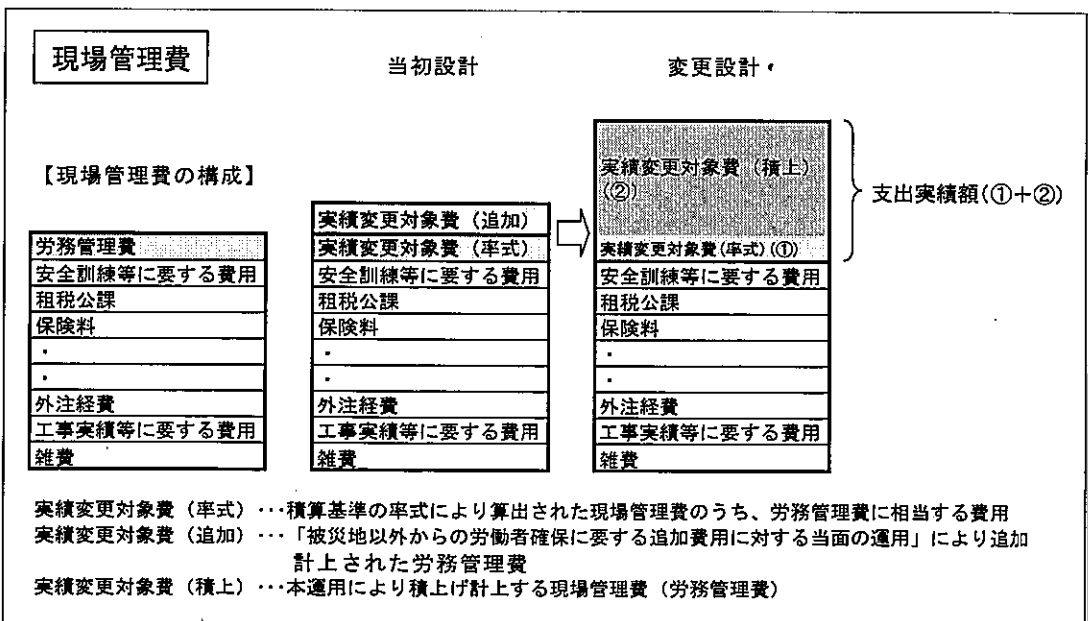 現場管理費
当初設計
変更設計
【現場管理費の構成】
労務管理費
安全訓練等に要する費用
租税公課
保険料
・
・
外注経費
工事実績等に要する費用
雑費
実績変更対象費（追加）
実績変更対象費（率式）
安全訓練等に要する費用
租税公課
保険料
・
・
外注経費
工事実績等に要する費用
雑費
実績変更対象費（積上）
(②)
実績変更対象費(率式)(①)
安全訓練等に要する費用
租税公課
保険料
・
・
外注経費
工事実績等に要する費用
雑費
支出実績額(①＋②)
実績変更対象費（率式）･･･積算基準の率式により算出された現場管理費のうち、労務管理費に相当する費用
実績変更対象費（追加）･･･「被災地以外からの労働者確保に要する追加費用に対する当面の運用」により追加
計上された労務管理費
実績変更対象費（積上）･･･本運用により積上げ計上する現場管理費（労務管理費）